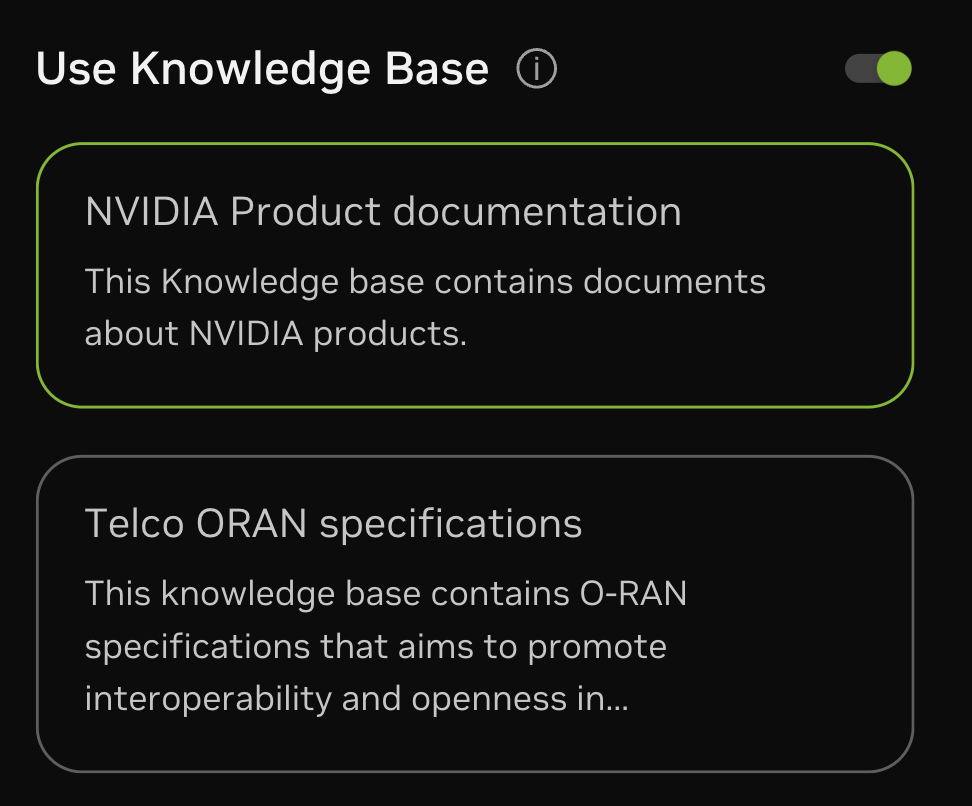 Use Knowledge Base
NVIDIA Product documentation
This Knowledge base contains documents
about NVIDIA products.
Telco ORAN specifications
This knowledge base contains O-RAN
specifications that aims to promote
interoperability and openness in...